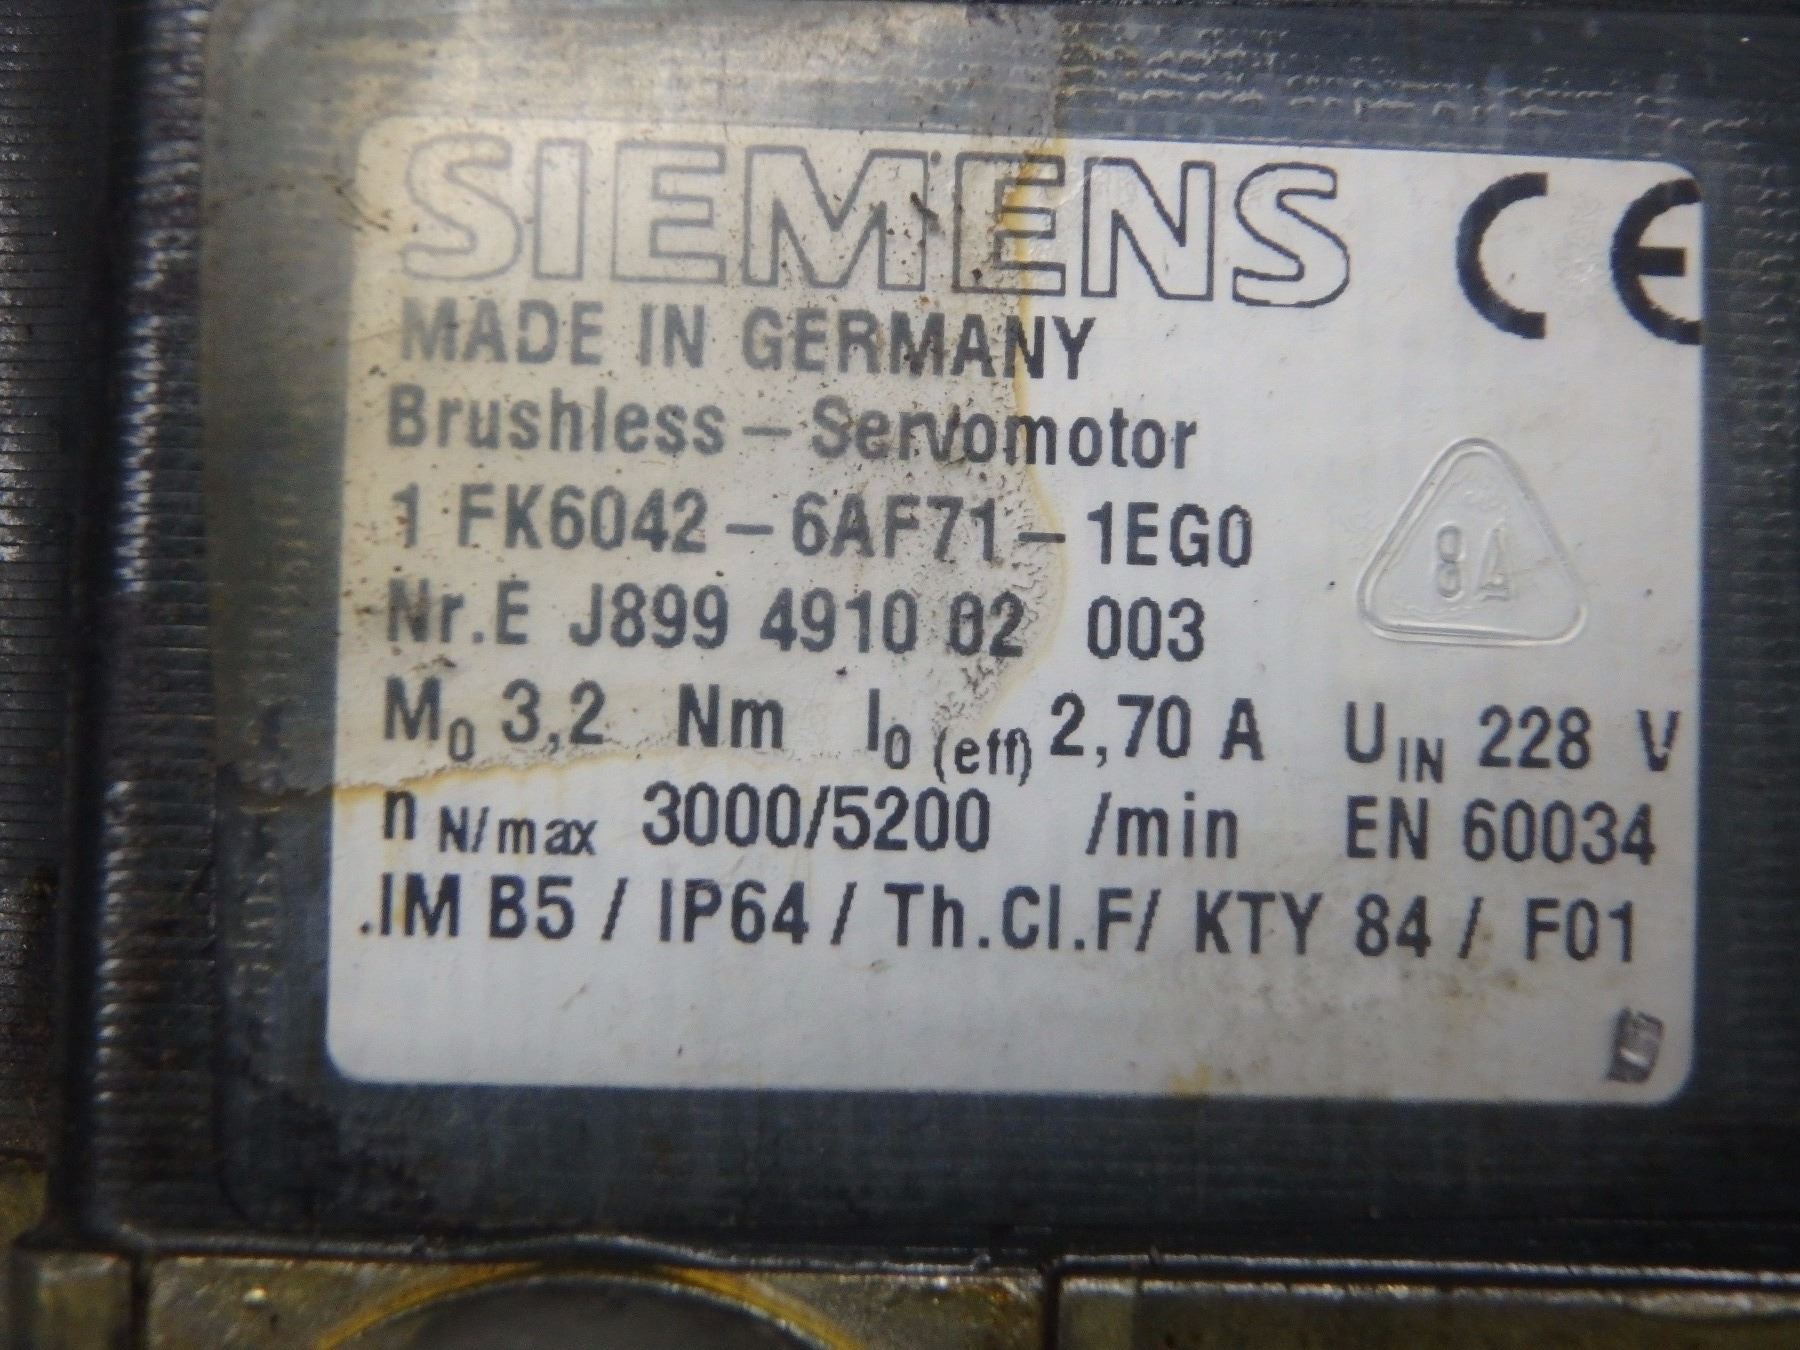 SIEMENS CE
MADE IN GERMANY
Brushless – Servomotor
1 FK6042 – 6AF71 – 1EG0
8A
Nr.E J899 4910 02 003
M0 3,2 Nm I0 (eff) 2,70 A UIN 228 V
n N/max 3000/5200 /min EN 60034
.IM B5 / IP64 / Th.Cl.F/ KTY 84 / F01